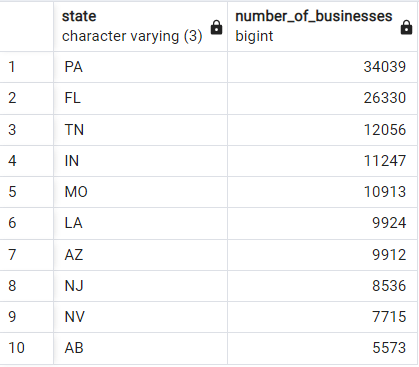 state number_of_businesses
character varying (3) bigint
1 PA 34039
2 FL 26330
3 TN 12056
4 IN 11247
5 MO 10913
6 LA 9924
7 AZ 9912
8 NJ 8536
9 NV 7715
10 AB 5573